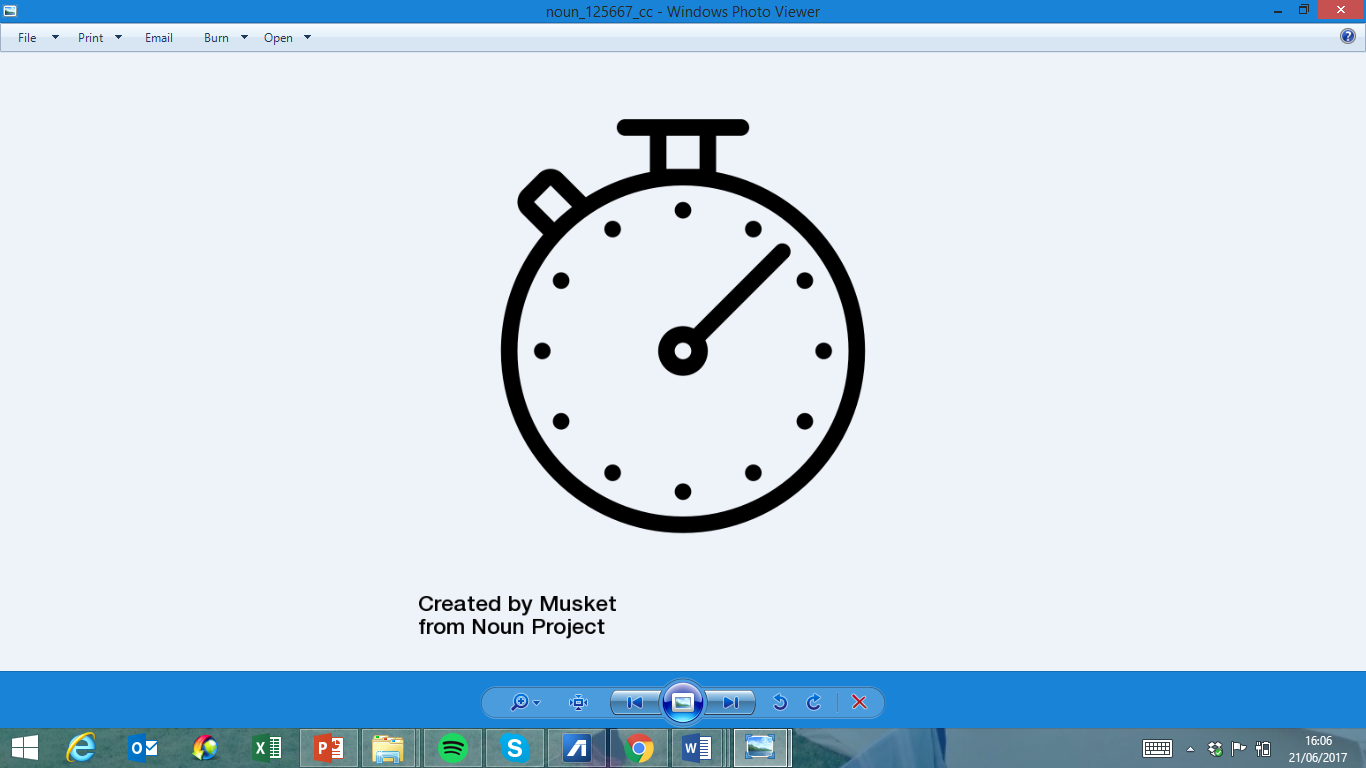 noun_125667_cc - Windows Photo Viewer
File Print Email Burn Open
Created by Musket
from Noun Project
16:06
21/06/2017